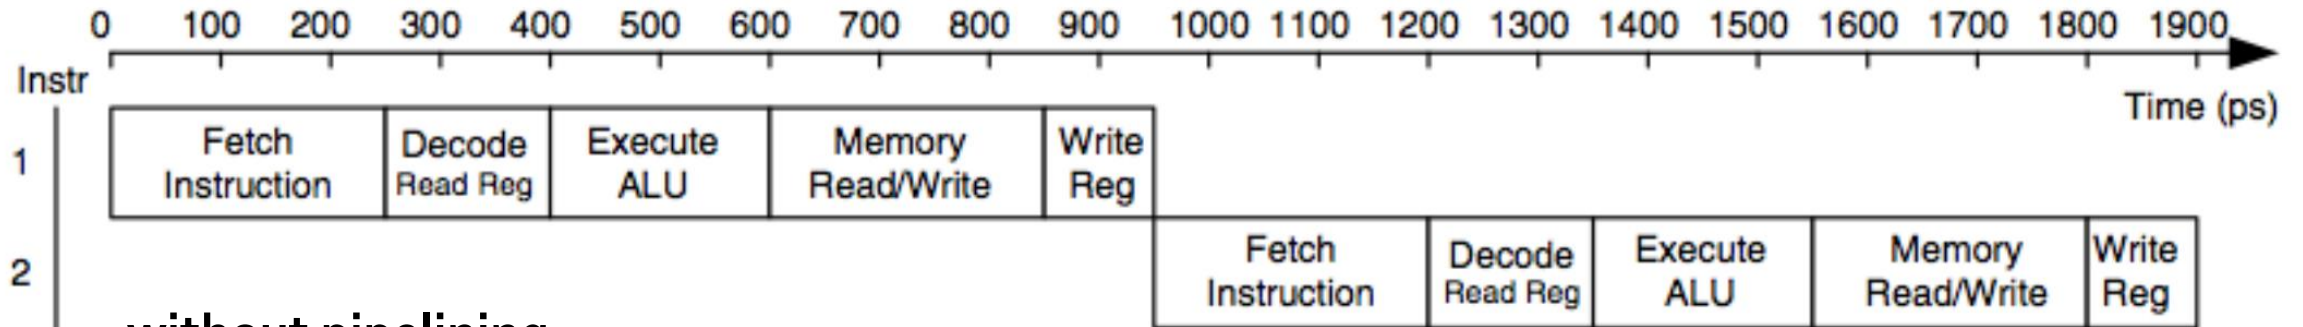 0 100 200 300 400 500 600 700 800 900 1000 1100 1200 1300 1400 1500 1600 1700 1800 1900
Instr
Time (ps)
1
Fetch Instruction
Decode Read Reg
Execute ALU
Memory Read/Write
Write Reg
2
Fetch Instruction
Decode Read Reg
Execute ALU
Memory Read/Write
Write Reg
without pipelining